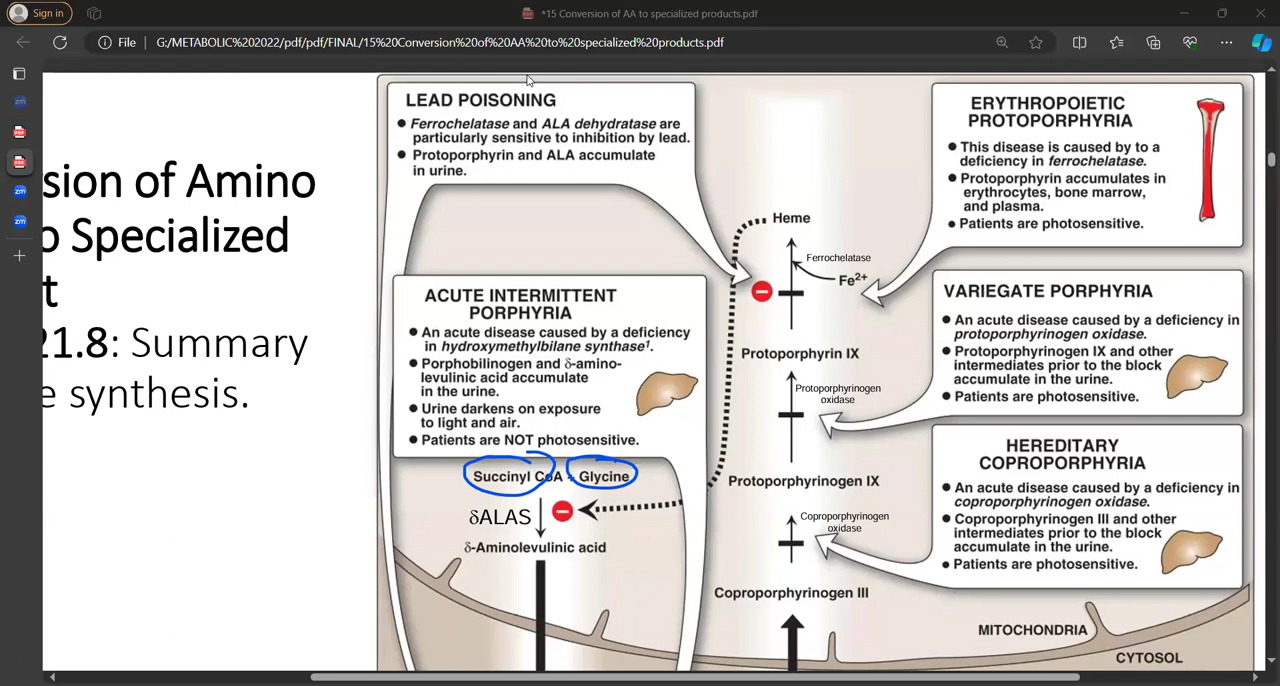 Sign in
*15 Conversion of AA to specialized products.pdf
File
G:/METABOLIC%202022/pdf/pdf/FINAL/15%20Conversion%20of%20AA%20to%20specialized%20products.pdf
sion of Amino
o Specialized
t
21.8: Summary
e synthesis.
LEAD POISONING
● Ferrochelatase and ALA dehydratase are
particularly sensitive to inhibition by lead.
● Protoporphyrin and ALA accumulate
in urine.
ACUTE INTERMITTENT
PORPHYRIA
● An acute disease caused by a deficiency
in hydroxymethylbilane synthase¹.
● Porphobilinogen and δ-amino-
levulinic acid accumulate
in the urine.
● Urine darkens on exposure
to light and air.
● Patients are NOT photosensitive.
Succinyl CoA + Glycine
δALAS
δ-Aminolevulinic acid
Heme
Ferrochelatase
Fe2+
Protoporphyrin IX
Protoporphyrinogen
oxidase
Protoporphyrinogen IX
Coproporphyrinogen
oxidase
Coproporphyrinogen III
ERYTHROPOIETIC
PROTOPORPHYRIA
● This disease is caused by to a
deficiency in ferrochelatase.
● Protoporphyrin accumulates in
erythrocytes, bone marrow,
and plasma.
● Patients are photosensitive.
VARIEGATE PORPHYRIA
● An acute disease caused by a deficiency in
protoporphyrinogen oxidase.
● Protoporphyrinogen IX and other
intermediates prior to the block
accumulate in the urine.
● Patients are photosensitive.
HEREDITARY
COPROPORPHYRIA
● An acute disease caused by a deficiency in
coproporphyrinogen oxidase.
● Coproporphyrinogen III and other
intermediates prior to the block
accumulate in the urine.
● Patients are photosensitive.
MITOCHONDRIA
CYTOSOL